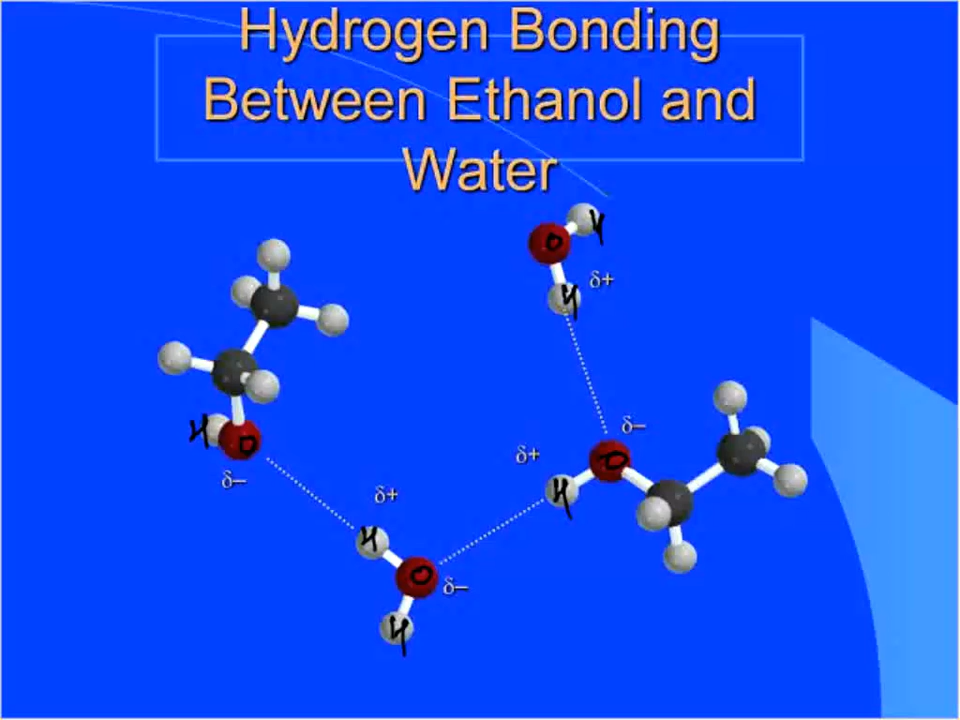 Hydrogen Bonding
Between Ethanol and
Water
H
O
δ+
H
δ−
H
O
δ+
O
δ−
H
δ+
H
O
δ−
H